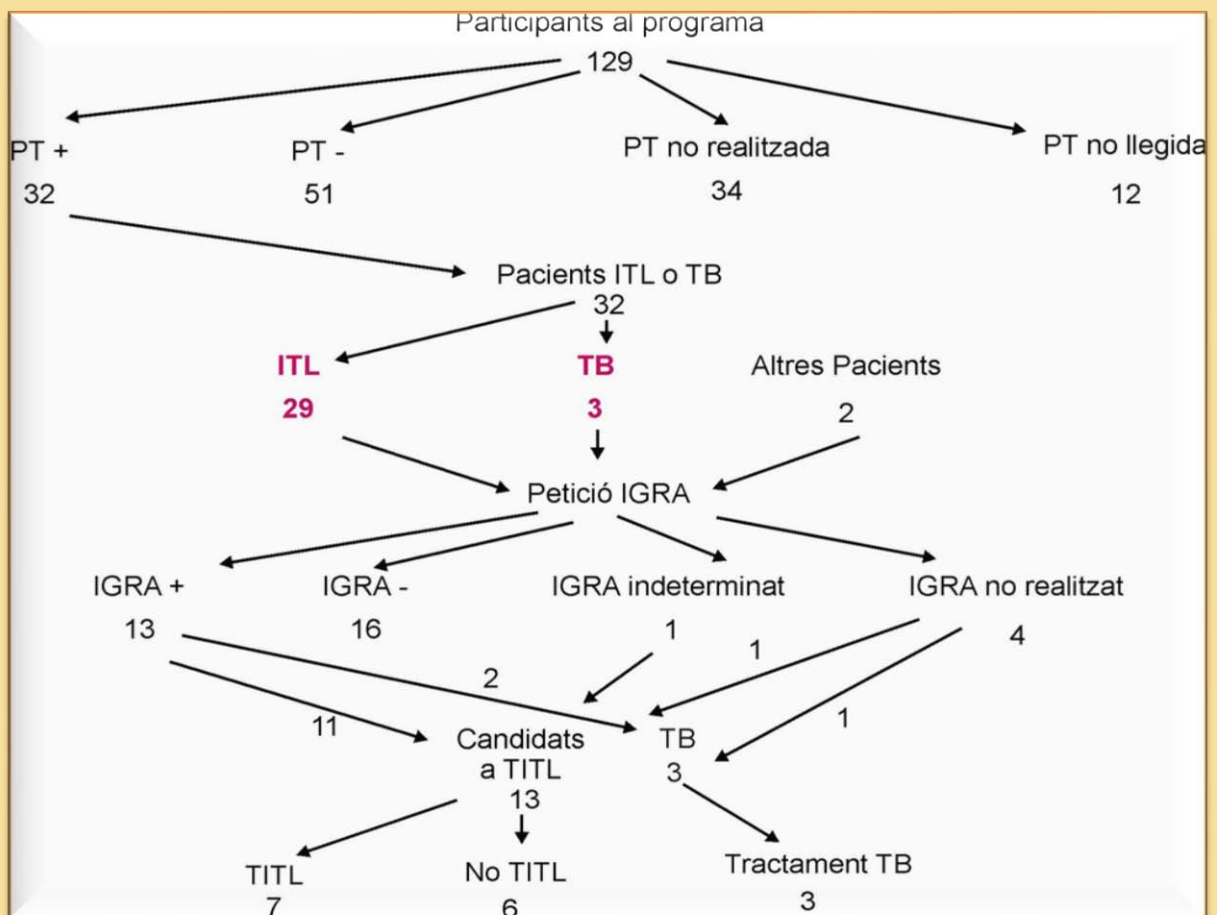 Participants al programa
129
PT +
PT -
PT no realitzada
PT no llegida
32
51
34
12
Pacients ITL o TB
32
ITL
TB
Altres Pacients
29
3
2
Petició IGRA
IGRA +
IGRA -
IGRA indeterminat
IGRA no realitzat
13
16
1
4
1
2
11
1
Candidats
a TITL
13
TB
3
TITL
No TITL
Tractament TB
7
6
3